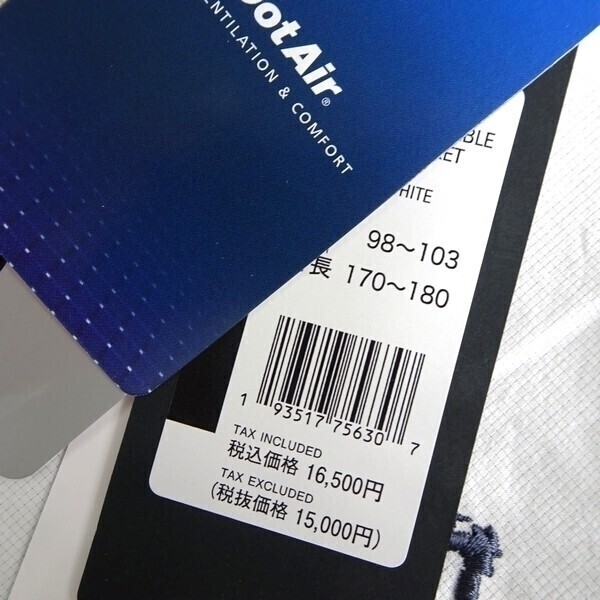 otAir®
ENTILATION & COMFORT
BLE
KET
HITE
98～103
長 170～180
1 93517 75630 7
TAX INCLUDED
税込価格 16,500円
TAX EXCLUDED
(税抜価格 15,000円)